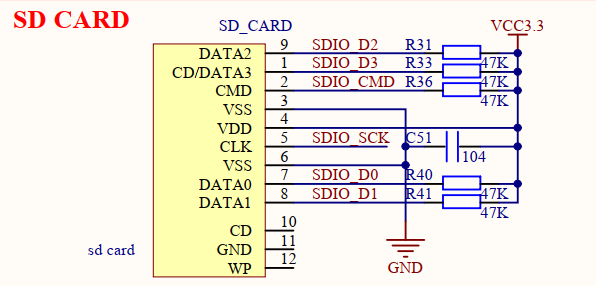 SD CARD
SD_CARD
VCC3.3
DATA2 9 SDIO_D2 R31
47K
CD/DATA3 1 SDIO_D3 R33
47K
CMD 2 SDIO_CMD R36
47K
VSS 3
VDD 4
CLK 5 SDIO_SCK C51
104
VSS 6
DATA0 7 SDIO_D0 R40
47K
DATA1 8 SDIO_D1 R41
47K
CD 10
GND 11
WP 12
sd card
GND